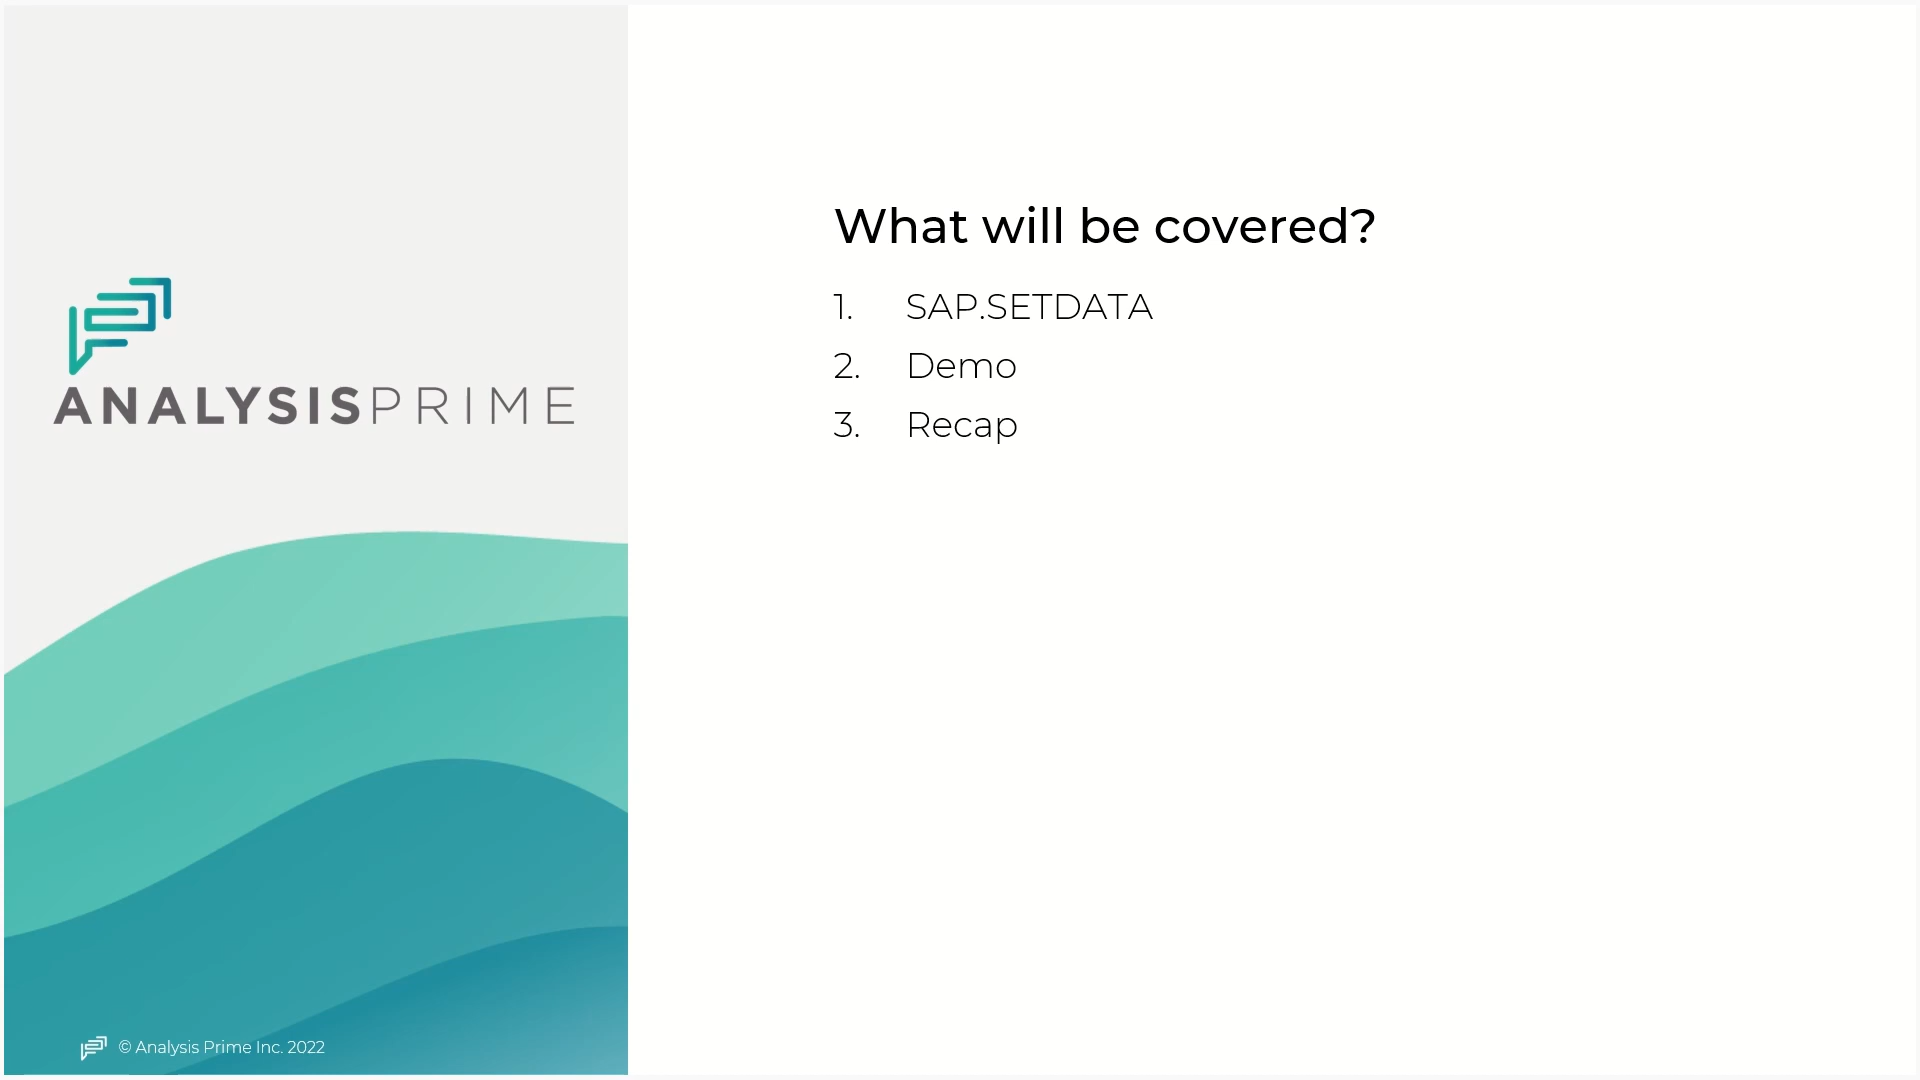 ANALYSISPRIME
What will be covered?
1. SAP.SETDATA
2. Demo
3. Recap
© Analysis Prime Inc. 2022